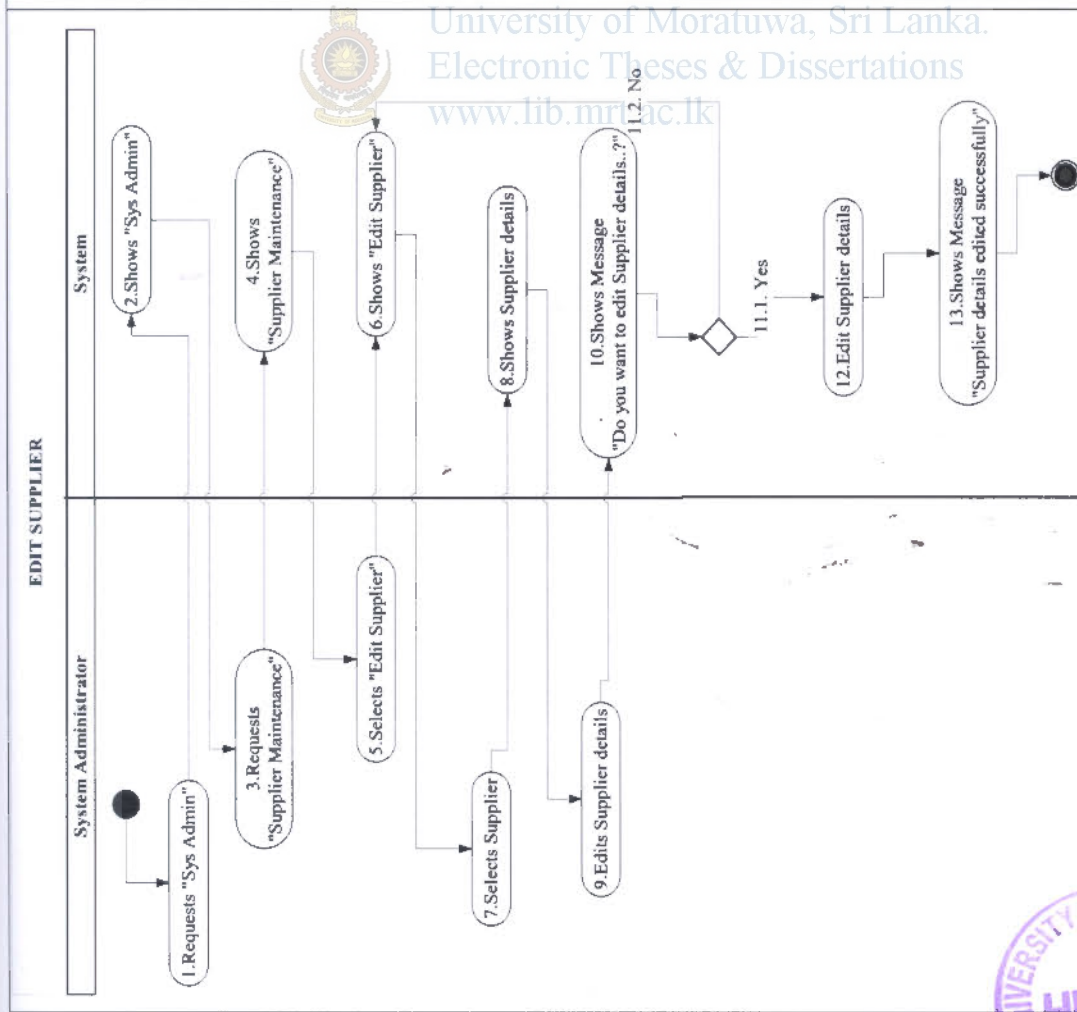 University of Moratuwa, Sri Lanka.
Electronic Theses & Dissertations
www.lib.mrt.ac.lk
EDIT SUPPLIER
System Administrator
System
1.Requests "Sys Admin"
2.Shows "Sys Admin"
3.Requests
"Supplier Maintenance"
4.Shows
"Supplier Maintenance"
5.Selects "Edit Supplier"
6.Shows "Edit Supplier"
7.Selects Supplier
8.Shows Supplier details
9.Edits Supplier details
10.Shows Message
"Do you want to edit Supplier details..?"
11.2. No
11.1. Yes
12.Edit Supplier details
13.Shows Message
"Supplier details edited successfully"